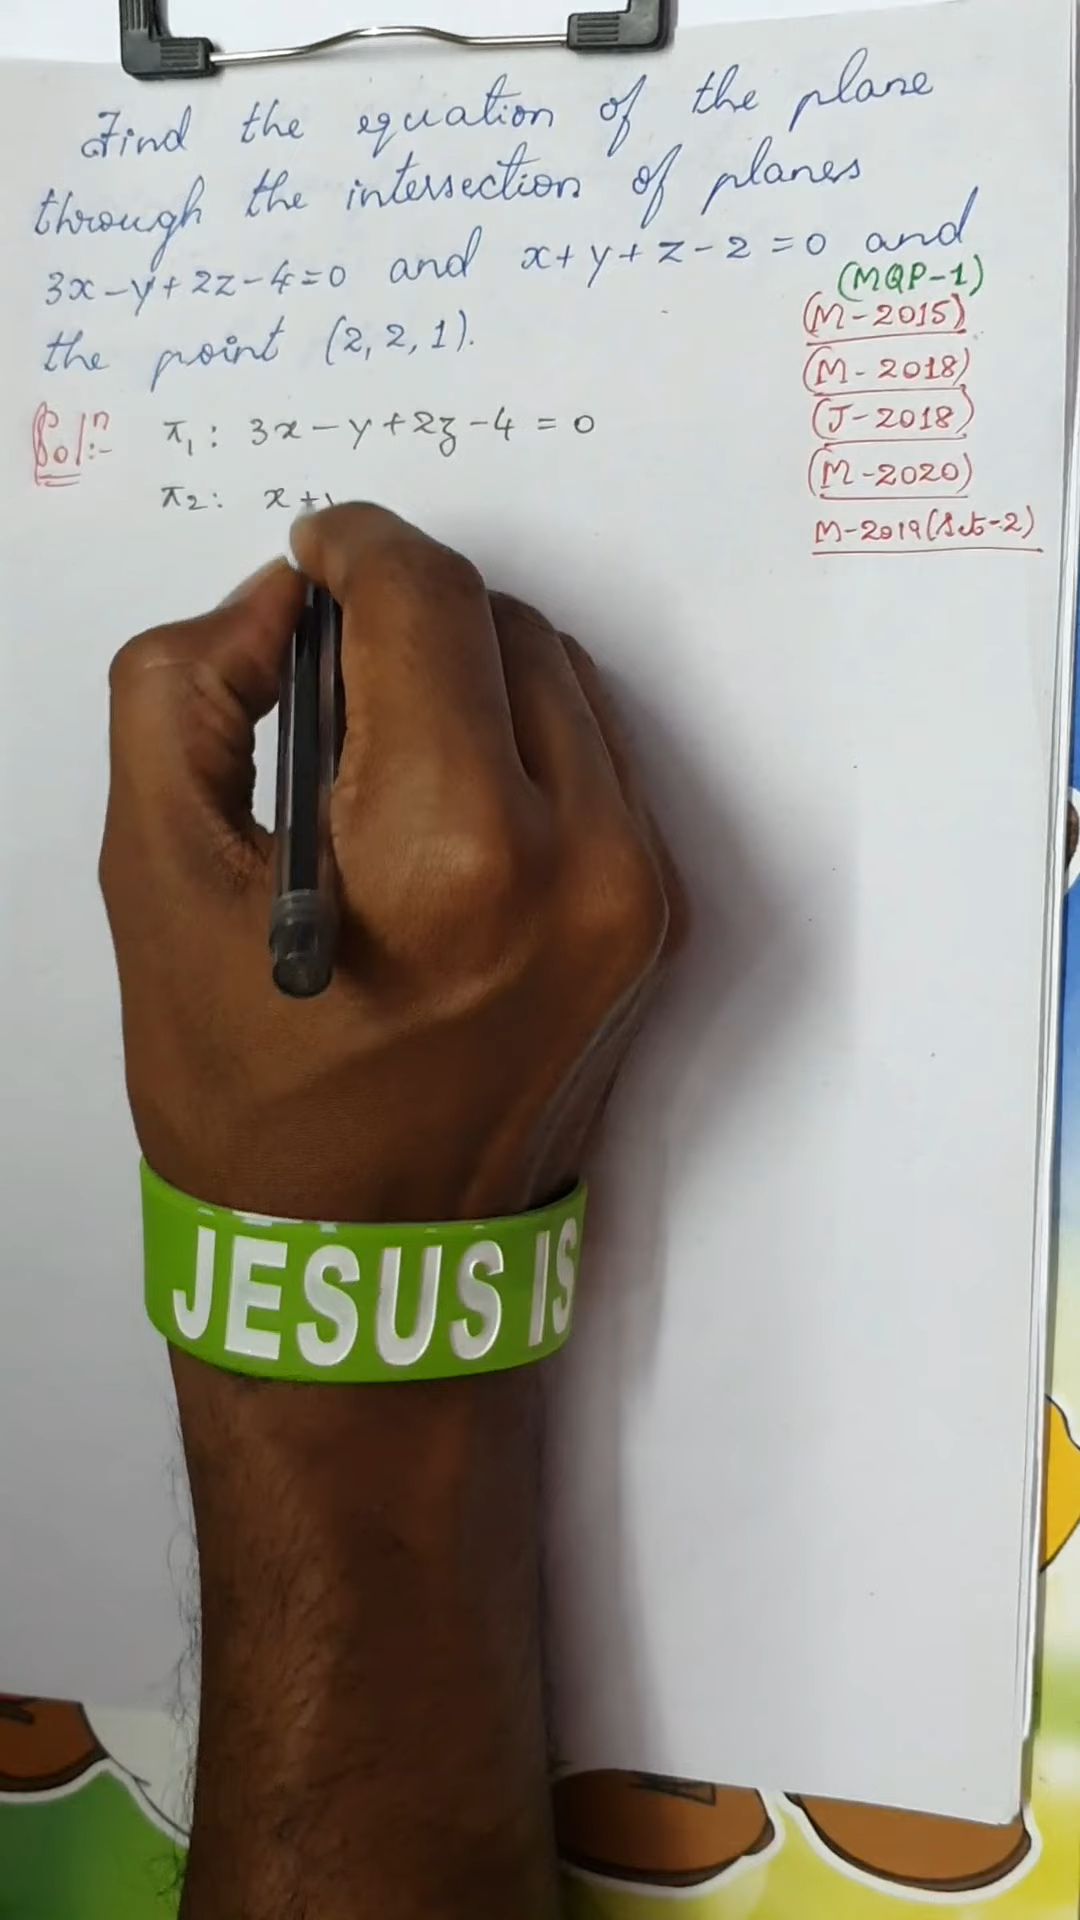 Find the equation of the plane
through the intersection of planes
3x-y+2z-4=0 and x+y+z-2=0 and
(MQP-1)
the point (2,2,1).
(M-2015)
(M-2018)
(J-2018)
(M-2020)
M-2019(Set-2)
Solⁿ:- π₁: 3x-y+2z-4=0
π₂: x+
JESUS IS